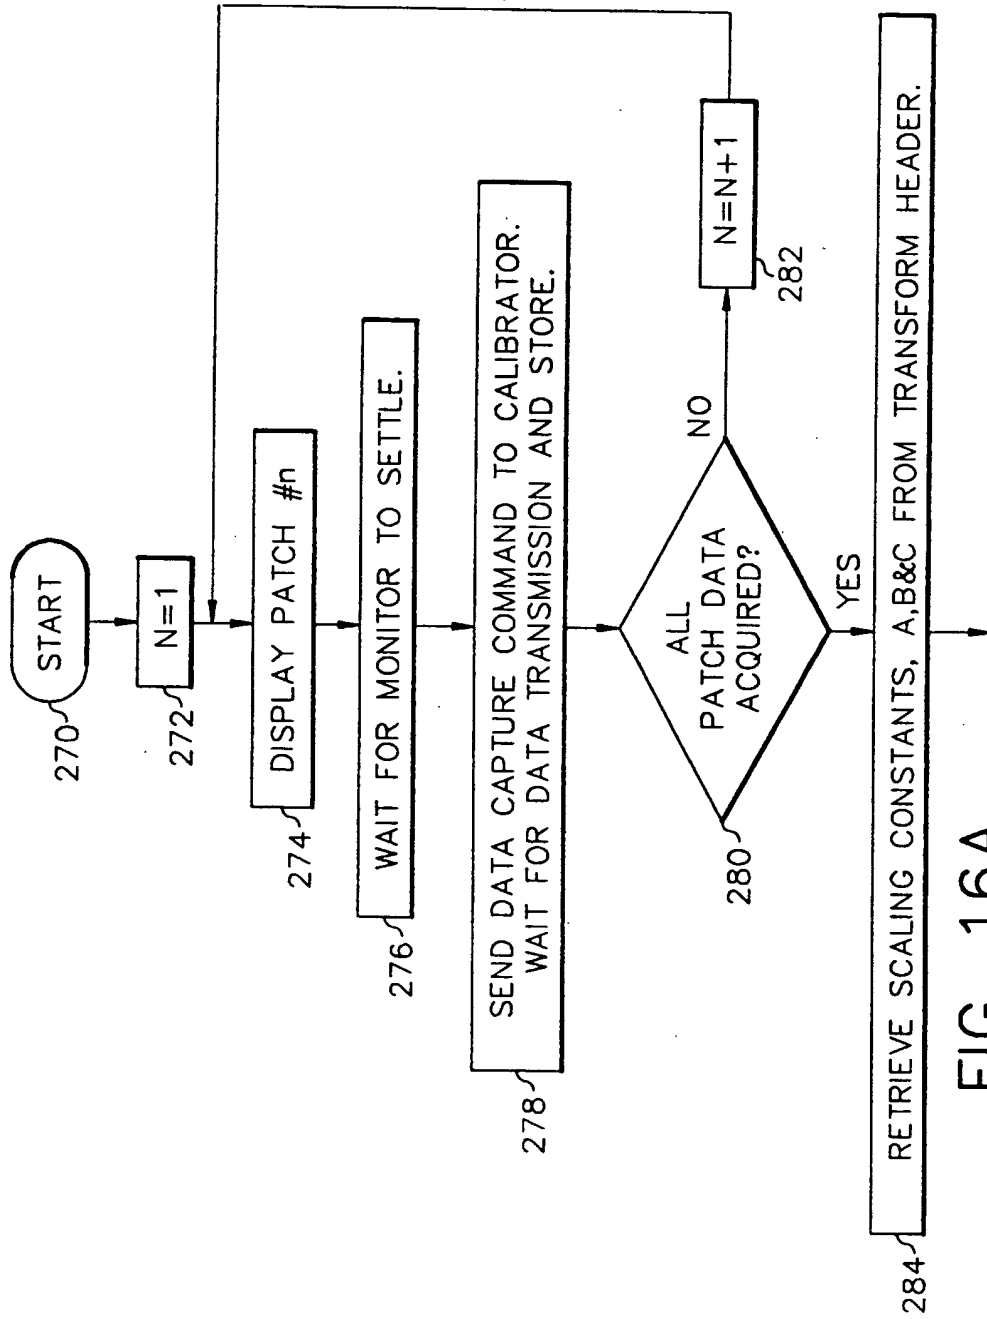 START
270
N=1
272
DISPLAY PATCH #n
274
WAIT FOR MONITOR TO SETTLE.
276
SEND DATA CAPTURE COMMAND TO CALIBRATOR.
WAIT FOR DATA TRANSMISSION AND STORE.
278
ALL
PATCH DATA
ACQUIRED?
280
NO
N=N+1
282
YES
RETRIEVE SCALING CONSTANTS, A,B&C FROM TRANSFORM HEADER.
284
FIG. 16A